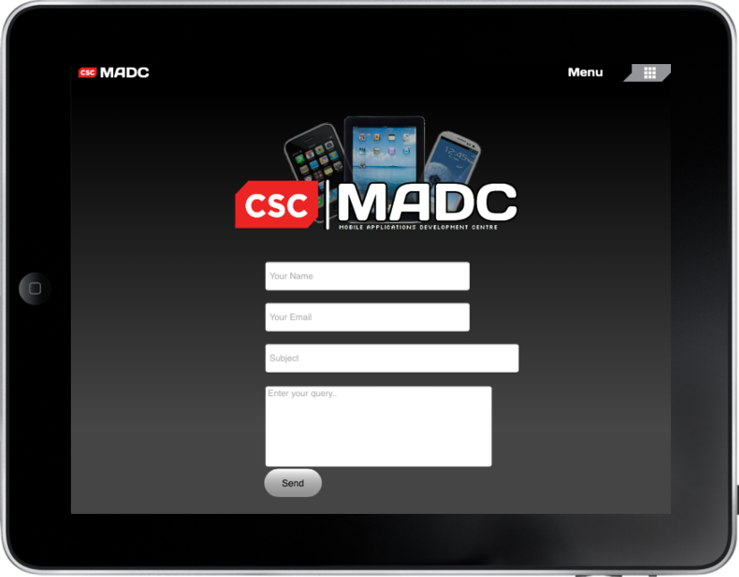 CSC MADC
Menu
CSC MADC
MOBILE APPLICATIONS DEVELOPMENT CENTRE
Your Name
Your Email
Subject
Enter your query..
Send